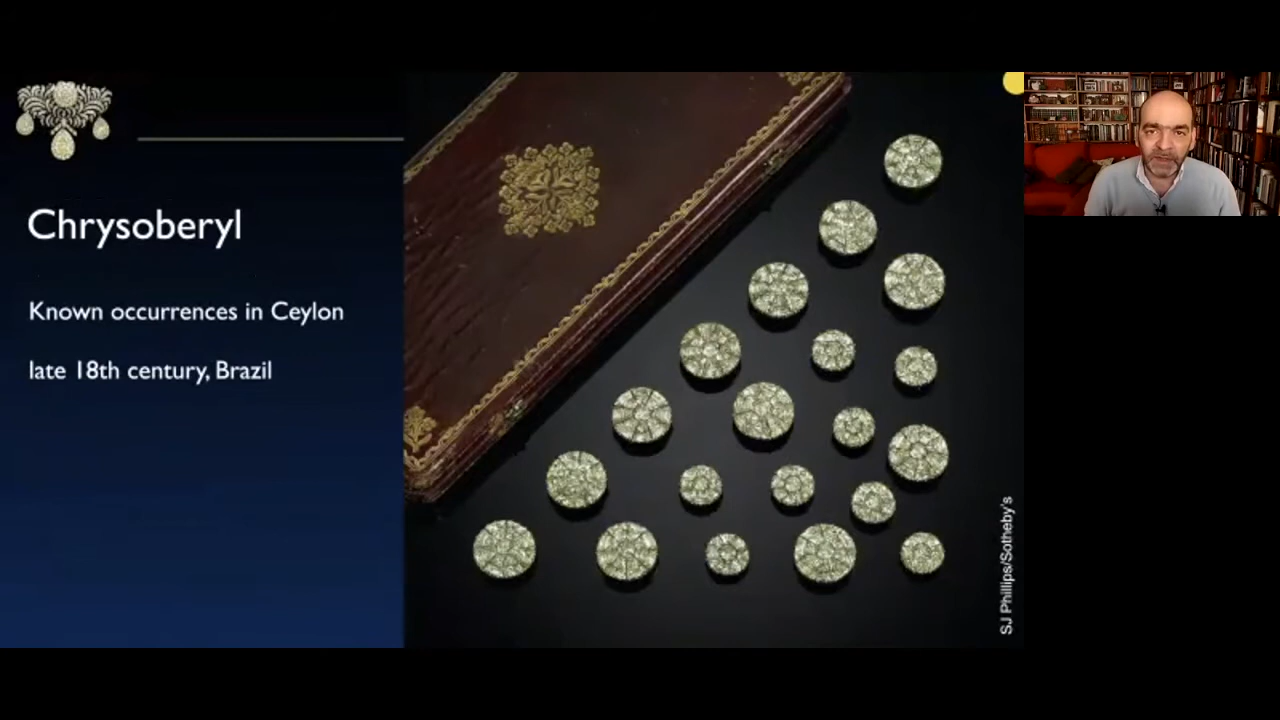 Chrysoberyl
Known occurrences in Ceylon
late 18th century, Brazil
SJ Phillips/Sotheby's